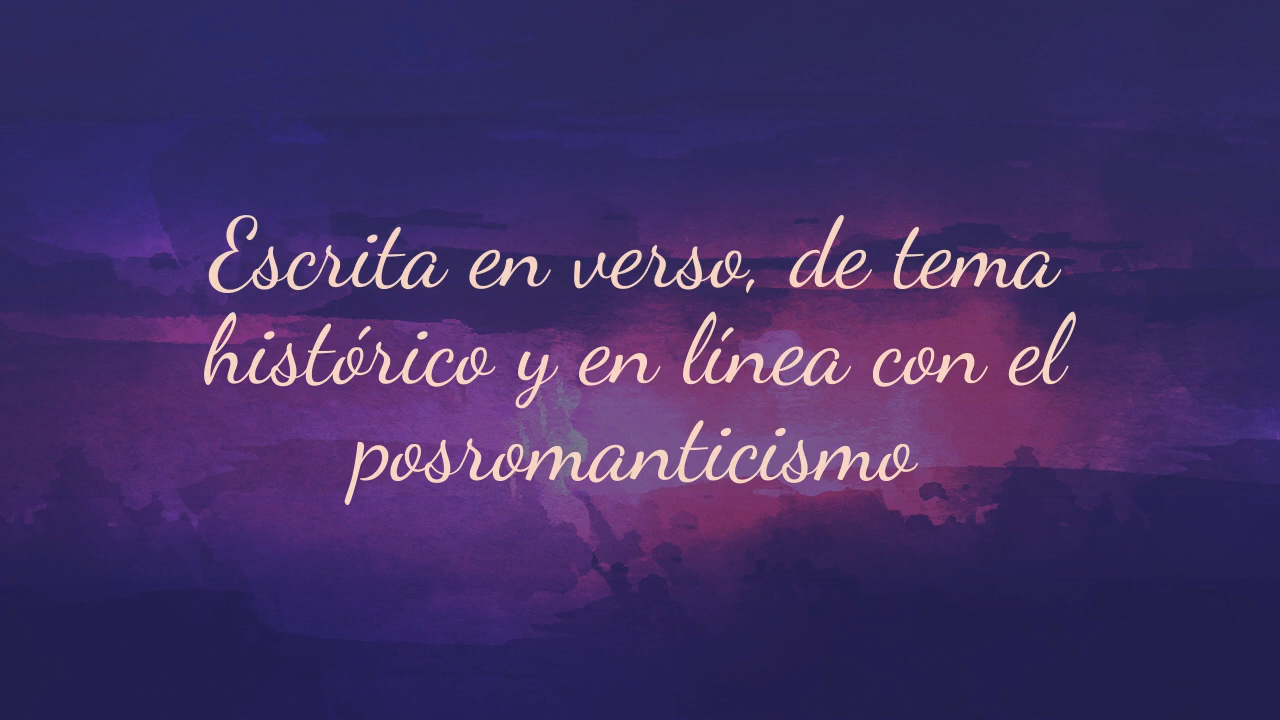 Escrita en verso, de tema
histórico y en línea con el
posromanticismo